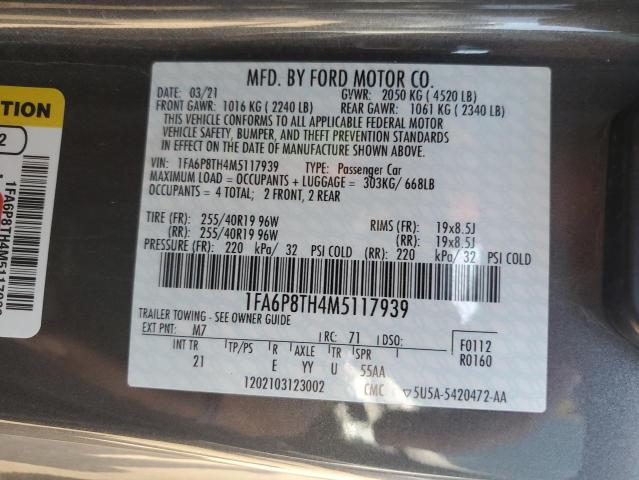 MFD. BY FORD MOTOR CO.
DATE: 03/21 GVWR: 2050 KG ( 4520 LB)
FRONT GAWR: 1016 KG ( 2240 LB) REAR GAWR: 1061 KG ( 2340 LB)
THIS VEHICLE CONFORMS TO ALL APPLICABLE FEDERAL MOTOR
VEHICLE SAFETY, BUMPER, AND THEFT PREVENTION STANDARDS
IN EFFECT ON THE DATE OF MANUFACTURE SHOWN ABOVE.
VIN: 1FA6P8TH4M5117939 TYPE: Passenger Car
MAXIMUM LOAD = OCCUPANTS + LUGGAGE = 303KG/ 668LB
OCCUPANTS = 4 TOTAL; 2 FRONT, 2 REAR
TIRE (FR): 255/40R19 96W RIMS (FR): 19x8.5J
(RR): 255/40R19 96W (RR): 19x8.5J
PRESSURE (FR): 220 kPa/ 32 PSI COLD (RR): 220 kPa/ 32 PSI COLD
1FA6P8TH4M5117939
TRAILER TOWING - SEE OWNER GUIDE
EXT PNT: M7 RC: 71 DSO: F0112
INT TR TP/PS R AXLE TR SPR R0160
21 E YY U 55AA
1202103123002 CMC ▽5U5A-5420472-AA
TION
2